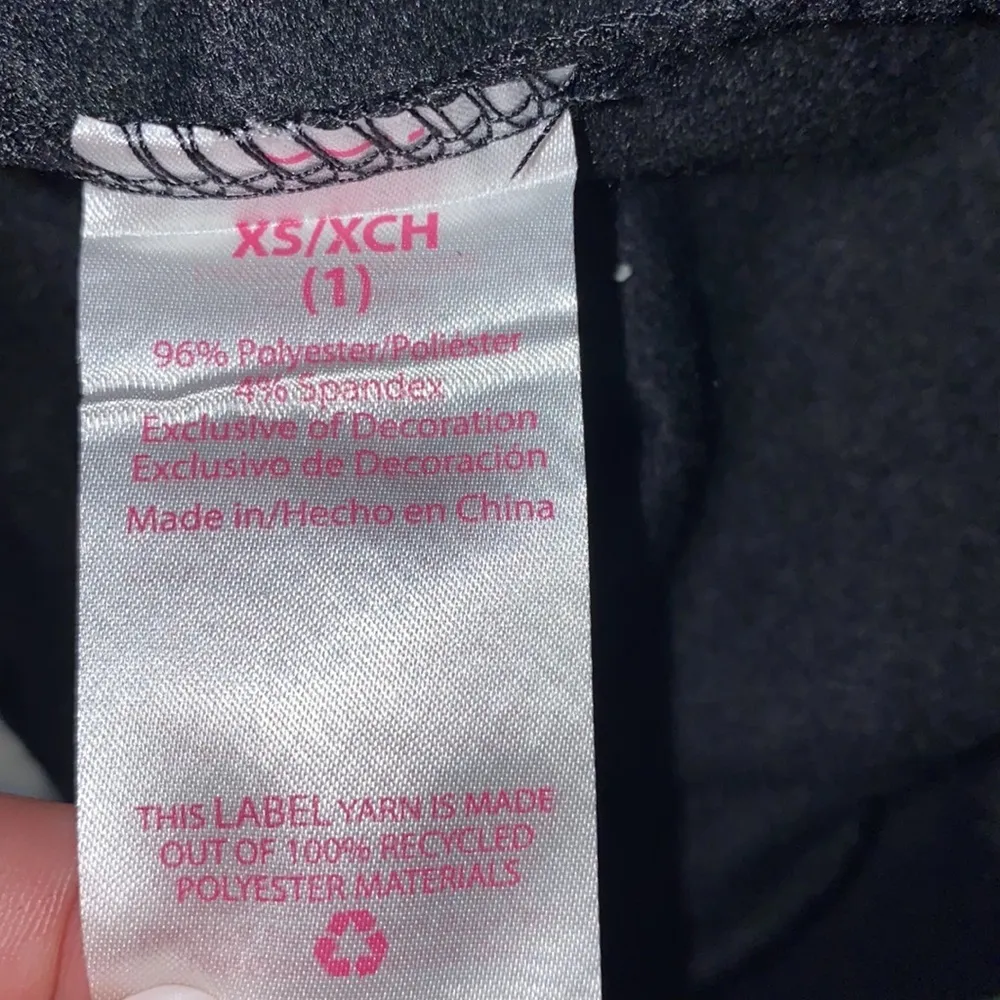 XS/XCH
(1)
96% Polyester/Poliéster
4% Spandex
Exclusive of Decoration
Exclusivo de Decoración
Made in/Hecho en China
THIS LABEL YARN IS MADE
OUT OF 100% RECYCLED
POLYESTER MATERIALS